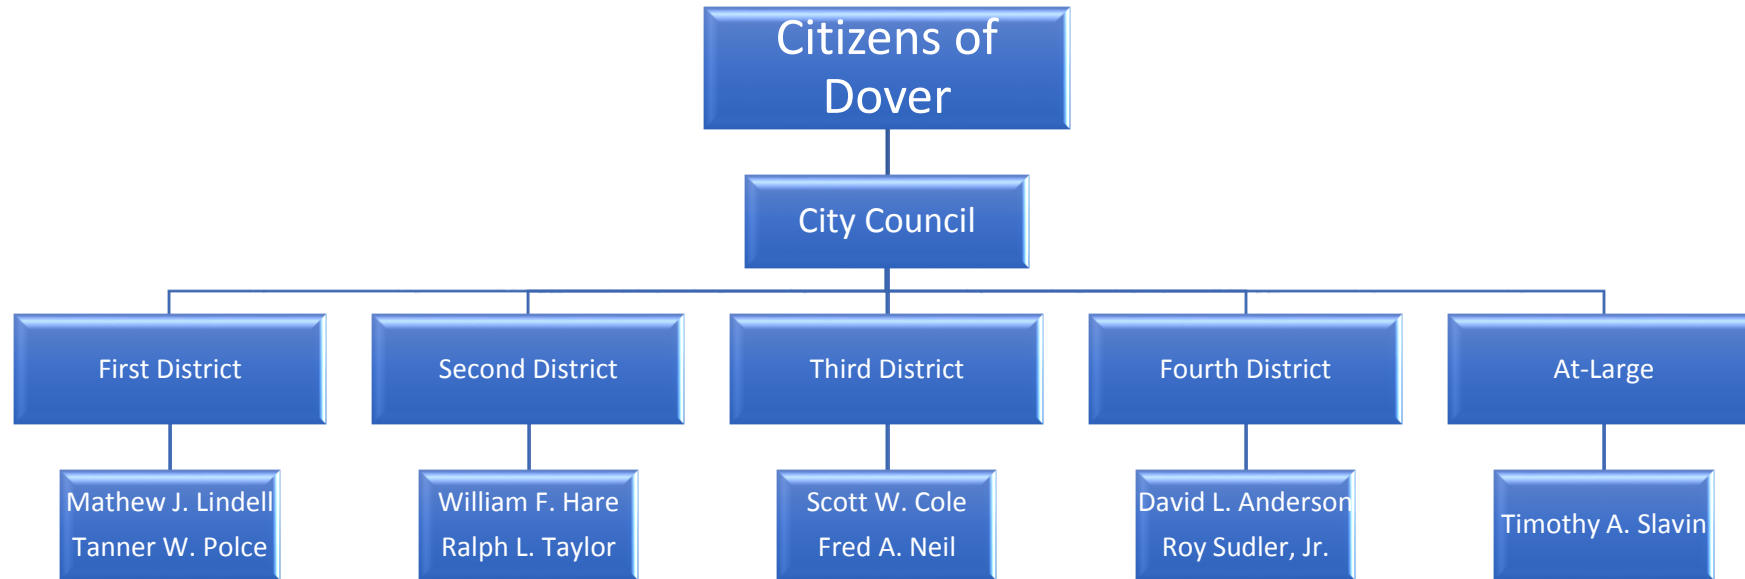 Citizens of
Dover
City Council
First District
Second District
Third District
Fourth District
At-Large
Mathew J. Lindell
Tanner W. Polce
William F. Hare
Ralph L. Taylor
Scott W. Cole
Fred A. Neil
David L. Anderson
Roy Sudler, Jr.
Timothy A. Slavin